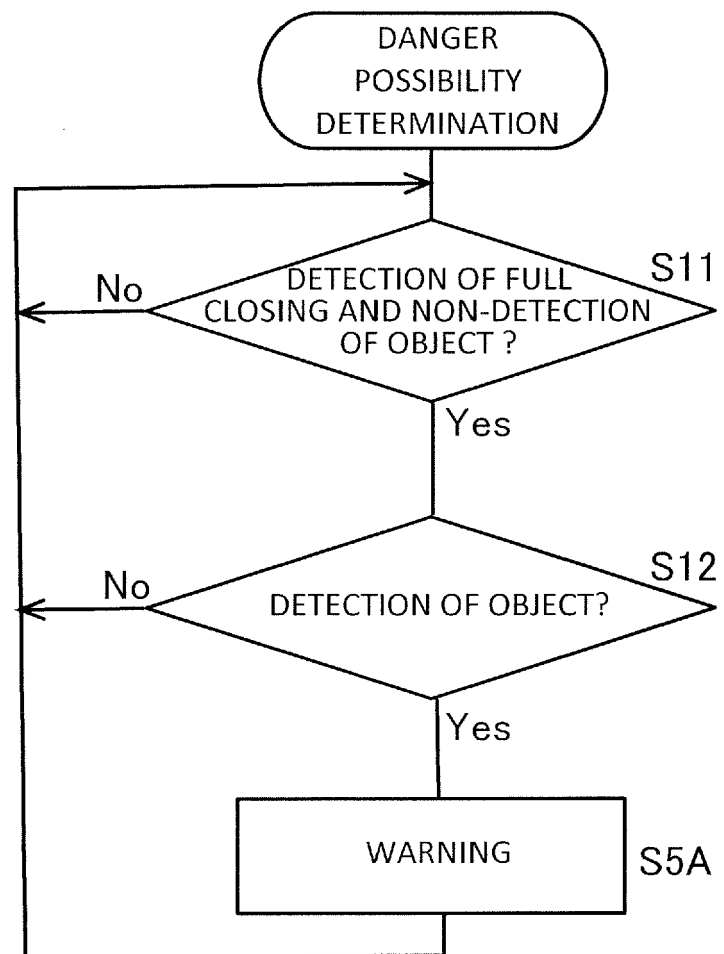 DANGER
POSSIBILITY
DETERMINATION
S11
No
DETECTION OF FULL
CLOSING AND NON-DETECTION
OF OBJECT ?
Yes
S12
No
DETECTION OF OBJECT?
Yes
WARNING
S5A